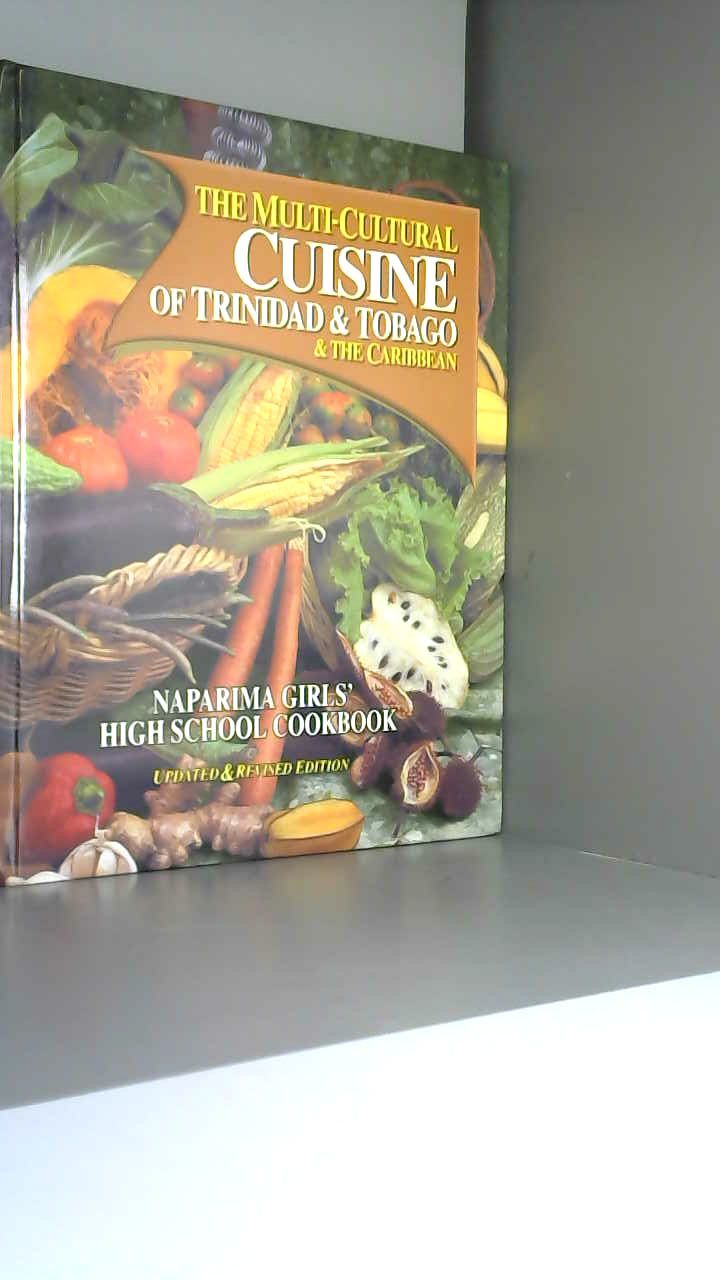 THE MULTI-CULTURAL
CUISINE
OF TRINIDAD & TOBAGO
& THE CARIBBEAN
NAPARIMA GIRLS'
HIGH SCHOOL COOKBOOK
UPDATED & REVISED EDITION